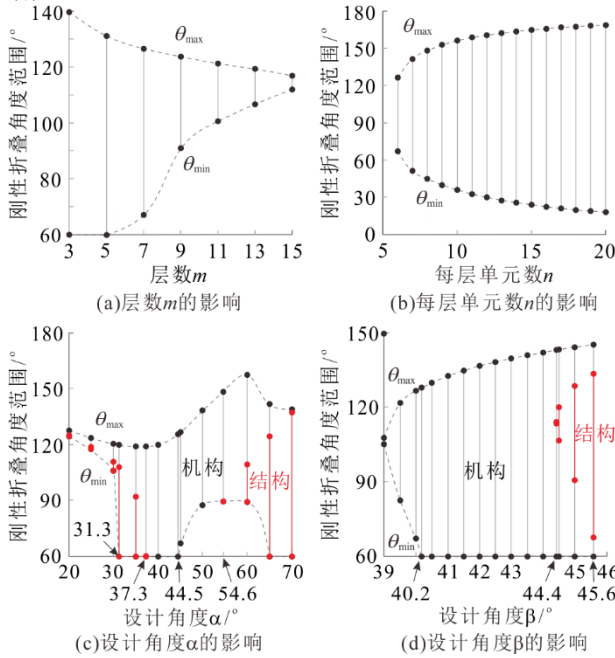 刚性折叠角度范围/°
140
120
100
80
60
θmax
θmin
3 5 7 9 11 13 15
层数m
(a)层数m的影响
刚性折叠角度范围/°
180
150
120
90
60
30
0
θmax
θmin
5 10 15 20
每层单元数n
(b)每层单元数n的影响
刚性折叠角度范围/°
180
150
120
90
60
θmax
θmin
机构
结构
31.3
20 30 40 50 60 70
37.3 44.5 54.6
设计角度α/°
(c)设计角度α的影响
刚性折叠角度范围/°
150
120
90
60
θmax
θmin
机构
结构
39 41 42 43 45 46
40.2 44.4 45.6
设计角度β/°
(d)设计角度β的影响